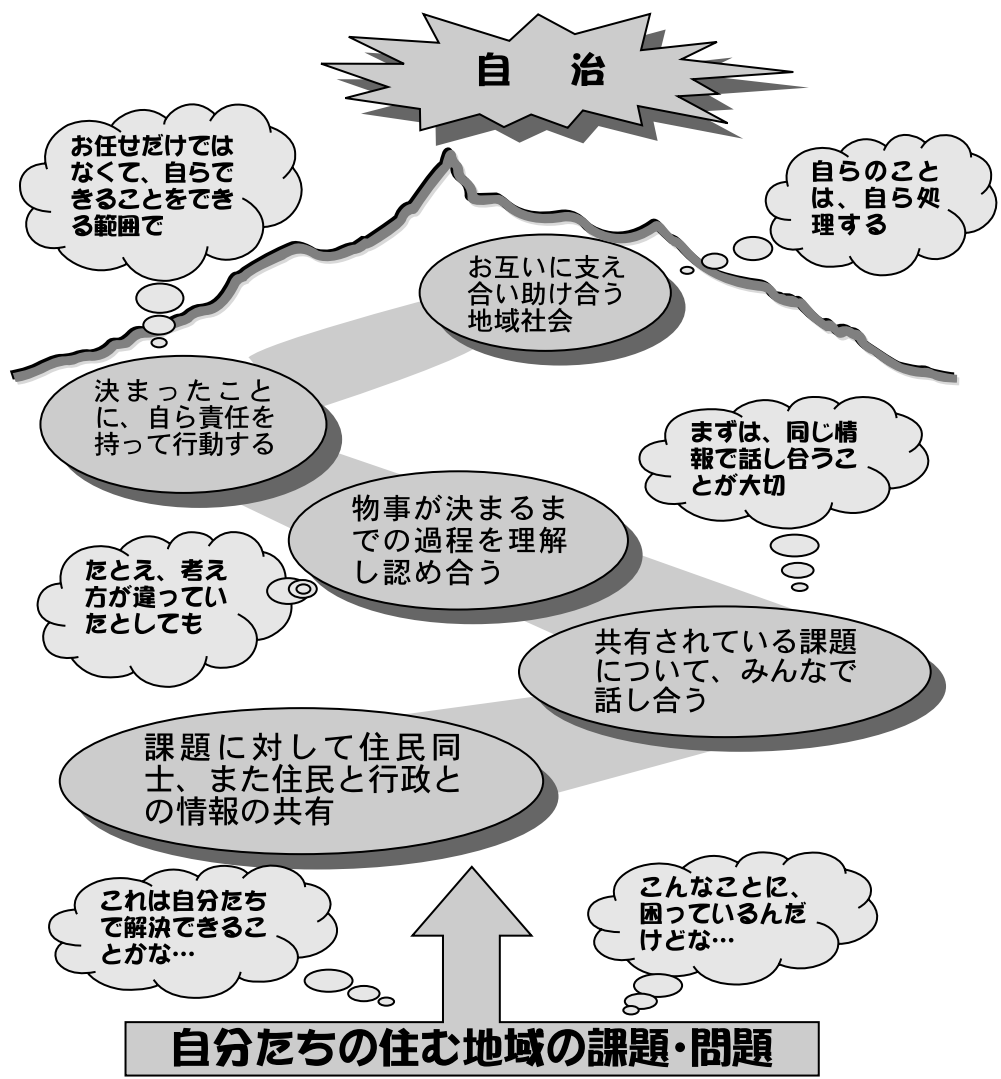 自 治
お任せだけでは
なくて、自らで
きることをでき
る範囲で
自らのこと
は、自ら処
理する
お互いに支え
合い助け合う
地域社会
決まったこと
に、自ら責任を
持って行動する
まずは、同じ情
報で話し合うこ
とが大切
物事が決まるま
での過程を理解
し認め合う
たとえ、考え
方が違ってい
たとしても
共有されている課題
について、みんなで
話し合う
課題に対して住民同
士、また住民と行政と
の情報の共有
これは自分たち
で解決できるこ
とかな…
こんなことに、
困っているんだ
けどな…
自分たちの住む地域の課題・問題